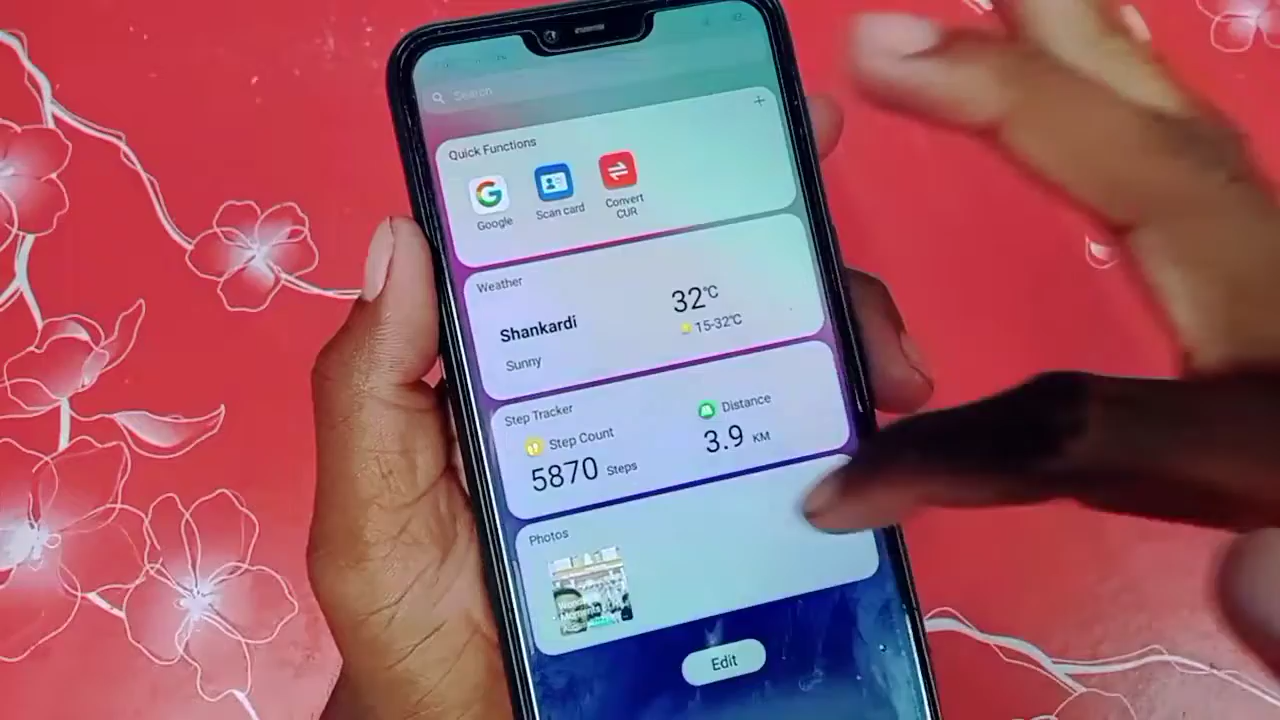 Search
Quick Functions
Google
Scan card
Convert
CUR
Weather
Shankardi
32°C
15-32°C
Sunny
Step Tracker
Step Count
Distance
5870 Steps
3.9 KM
Photos
Edit